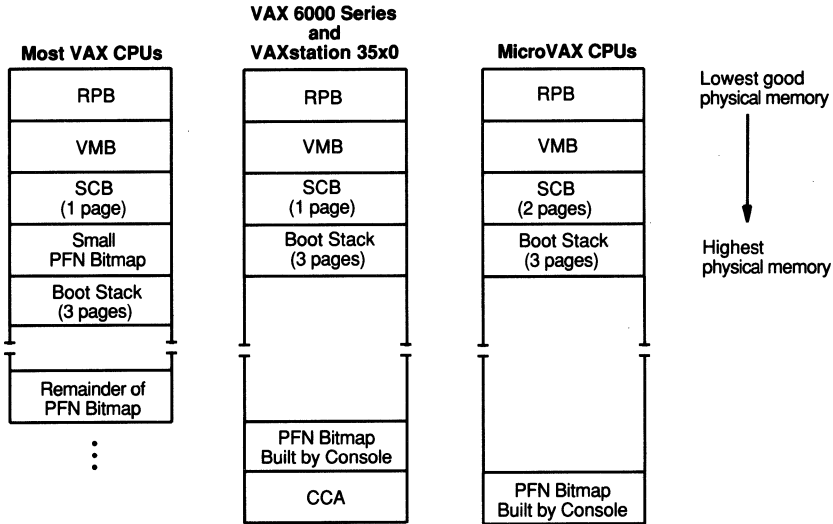 Most VAX CPUs
RPB
VMB
SCB
(1 page)
Small
PFN Bitmap
Boot Stack
(3 pages)
Remainder of
PFN Bitmap
VAX 6000 Series
and
VAXstation 35x0
RPB
VMB
SCB
(1 page)
Boot Stack
(3 pages)
PFN Bitmap
Built by Console
CCA
MicroVAX CPUs
RPB
VMB
SCB
(2 pages)
Boot Stack
(3 pages)
PFN Bitmap
Built by Console
Lowest good
physical memory
Highest
physical memory